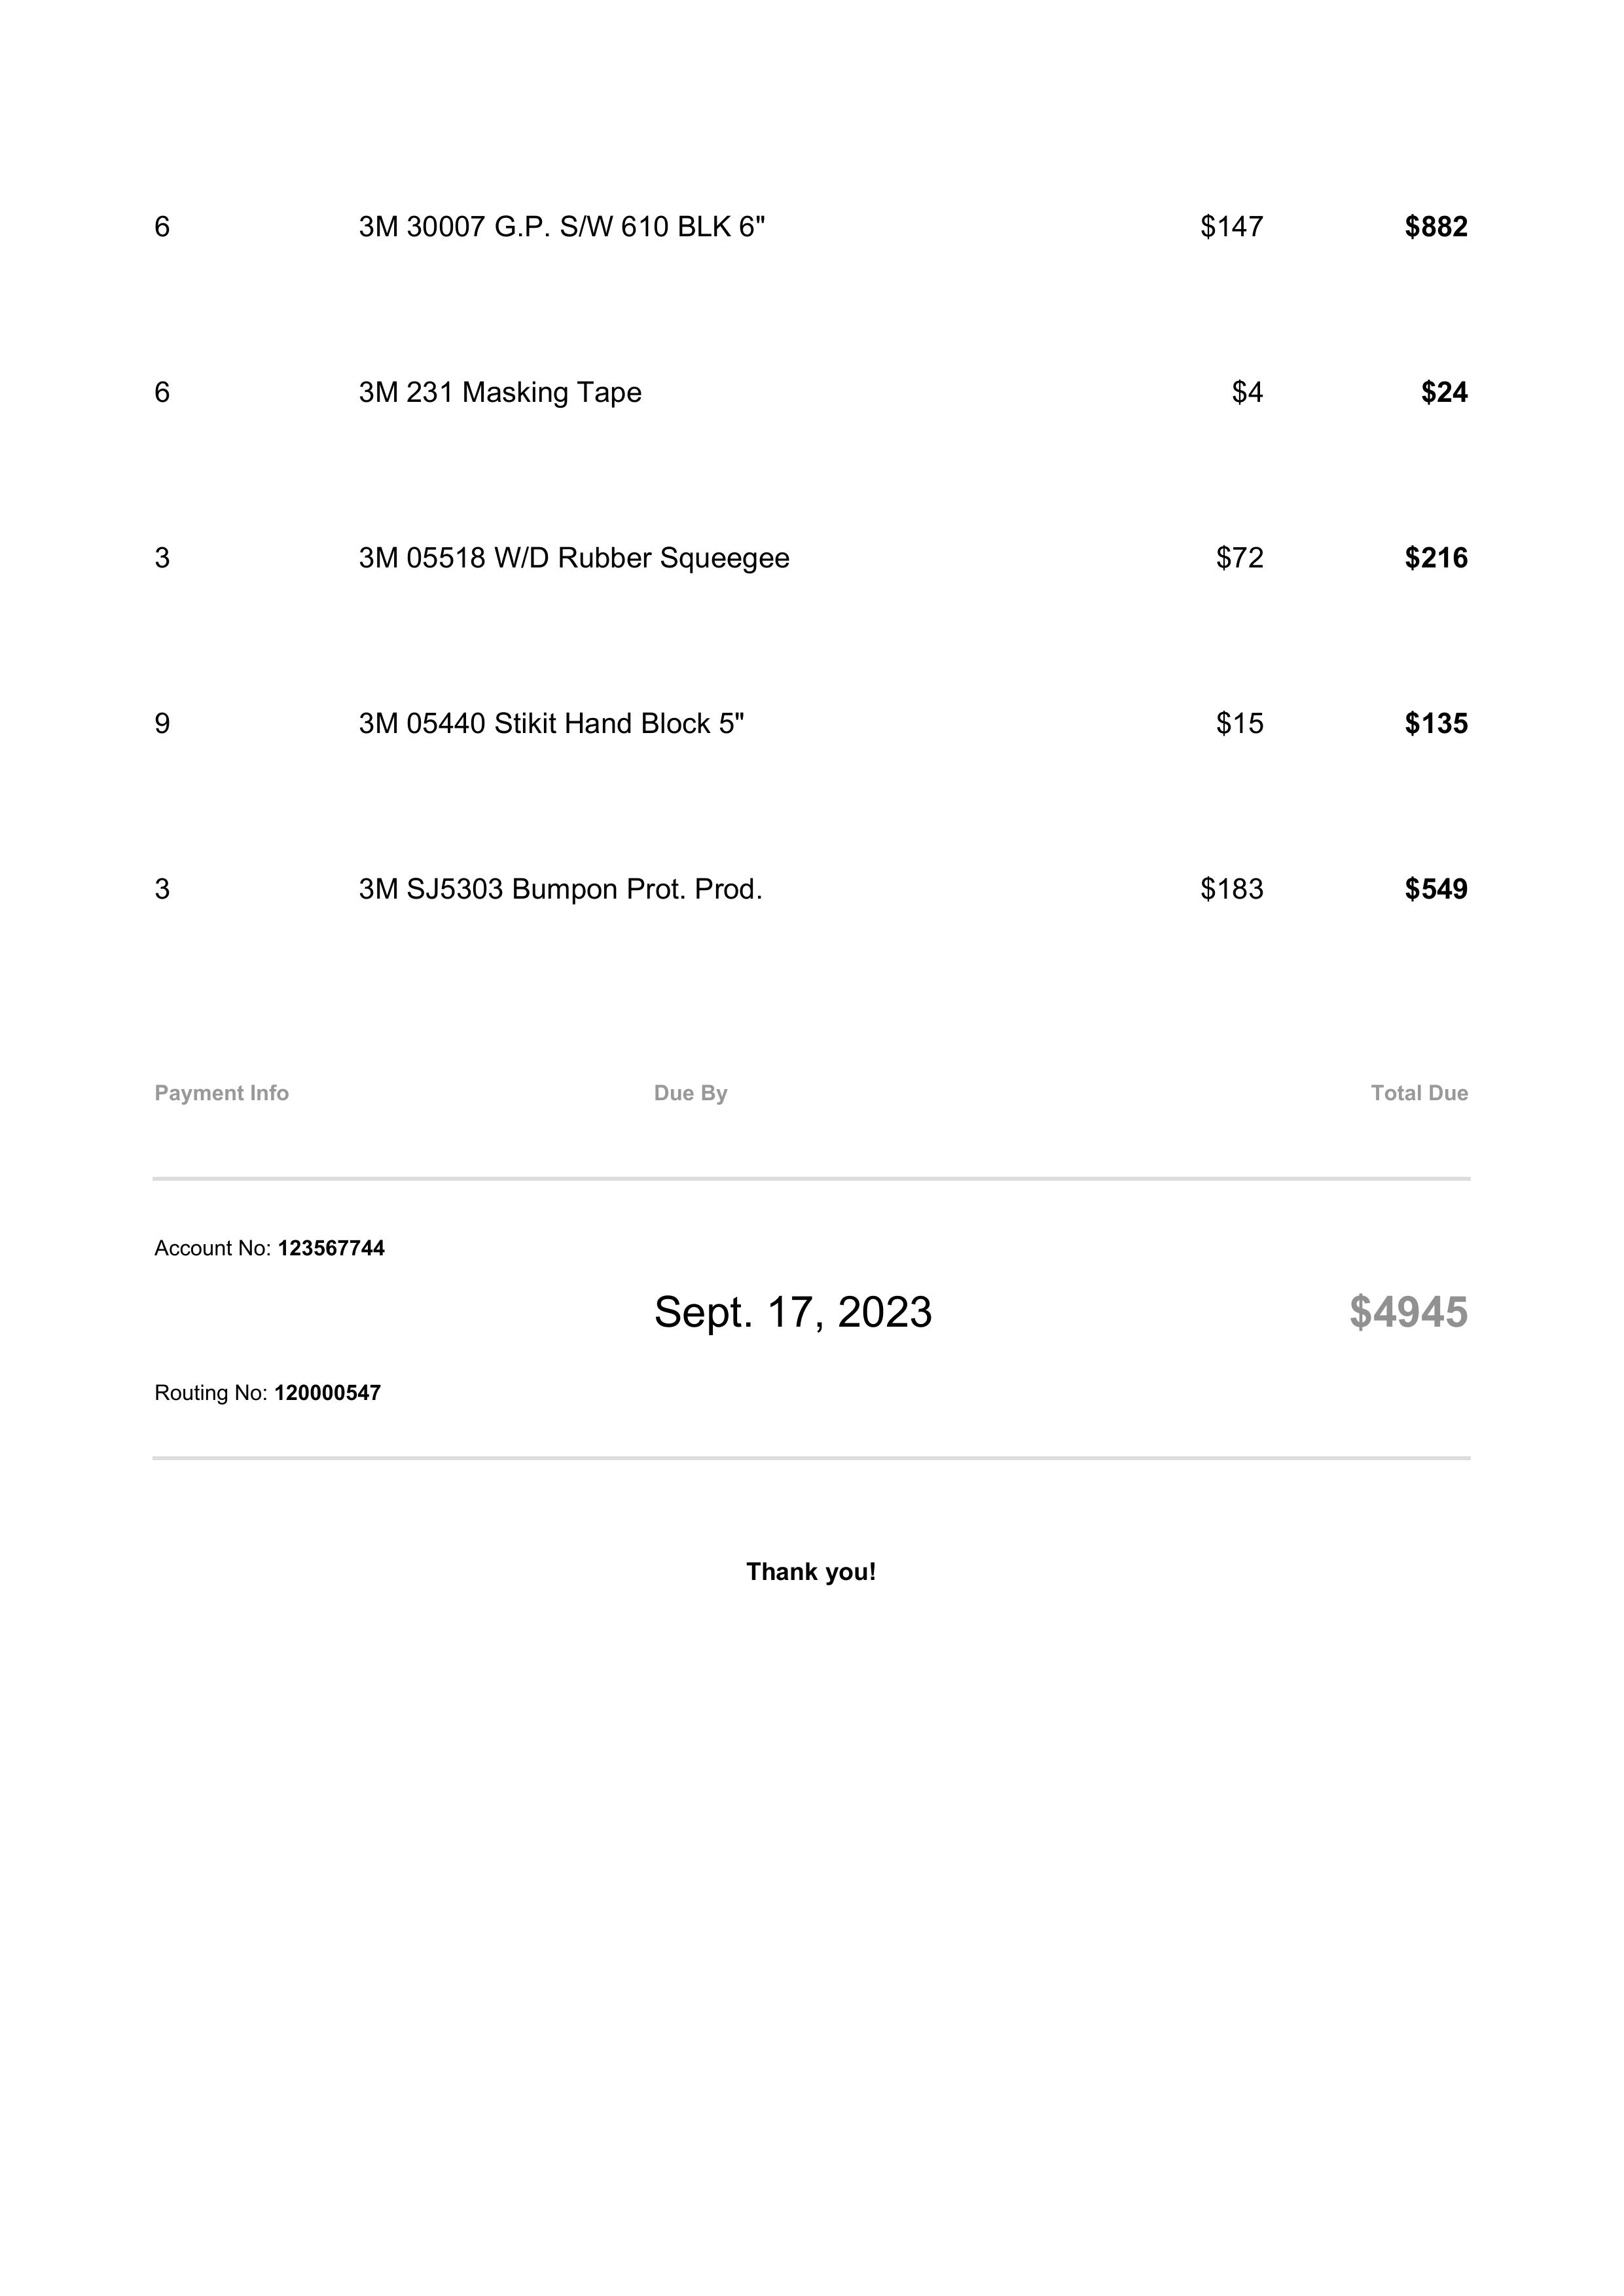 6 3M 30007 G.P. S/W 610 BLK 6" $147 $882
6 3M 231 Masking Tape $4 $24
3 3M 05518 W/D Rubber Squeegee $72 $216
9 3M 05440 Stikit Hand Block 5" $15 $135
3 3M SJ5303 Bumpon Prot. Prod. $183 $549
Payment Info Due By Total Due
Account No: 123567744
Sept. 17, 2023 $4945
Routing No: 120000547
Thank you!